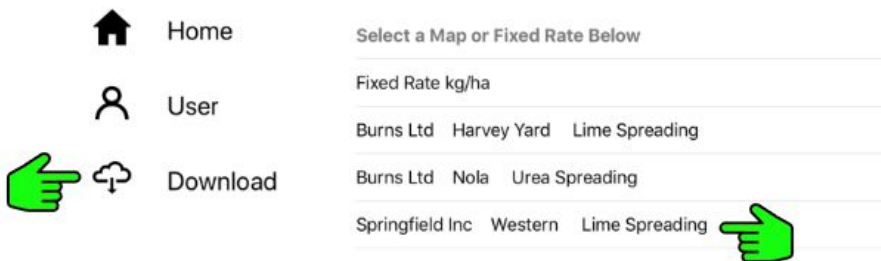 Home
User
Download
Select a Map or Fixed Rate Below
Fixed Rate kg/ha
Burns Ltd Harvey Yard Lime Spreading
Burns Ltd Nola Urea Spreading
Springfield Inc Western Lime Spreading